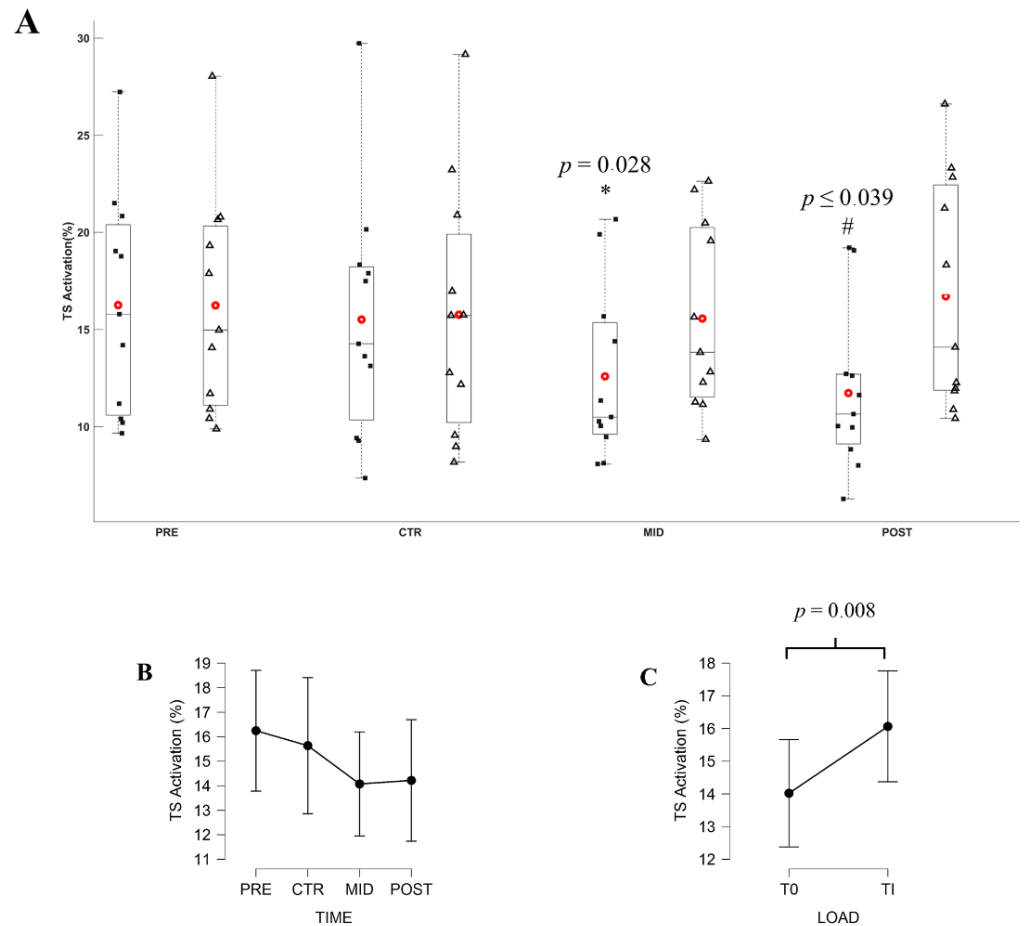 A
30
25
20
15
10
TS Activation(%)
p = 0.028
*
p ≤ 0.039
#
PRE CTR MID POST
B
19
18
17
16
15
14
13
12
11
TS Activation (%)
PRE CTR MID POST
TIME
p = 0.008
C
18
17
16
15
14
13
12
TS Activation (%)
T0 TI
LOAD